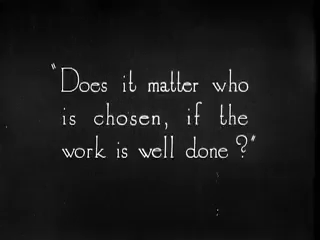 "Does it matter who
is chosen, if the
work is well done?"